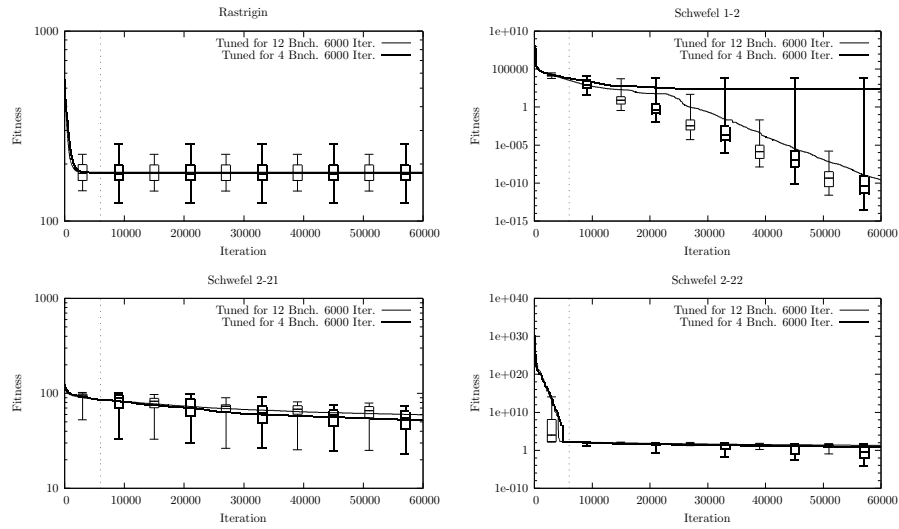 Rastrigin
1000
100
Fitness
Tuned for 12 Bnch. 6000 Iter.
Tuned for 4 Bnch. 6000 Iter.
0 10000 20000 30000 40000 50000 60000
Iteration
Schwefel 1-2
1e+010
100000
1
1e-005
1e-010
1e-015
Fitness
Tuned for 12 Bnch. 6000 Iter.
Tuned for 4 Bnch. 6000 Iter.
0 10000 20000 30000 40000 50000 60000
Iteration
Schwefel 2-21
1000
100
10
Fitness
Tuned for 12 Bnch. 6000 Iter.
Tuned for 4 Bnch. 6000 Iter.
0 10000 20000 30000 40000 50000 60000
Iteration
Schwefel 2-22
1e+040
1e+030
1e+020
1e+010
1
1e-010
Fitness
Tuned for 12 Bnch. 6000 Iter.
Tuned for 4 Bnch. 6000 Iter.
0 10000 20000 30000 40000 50000 60000
Iteration